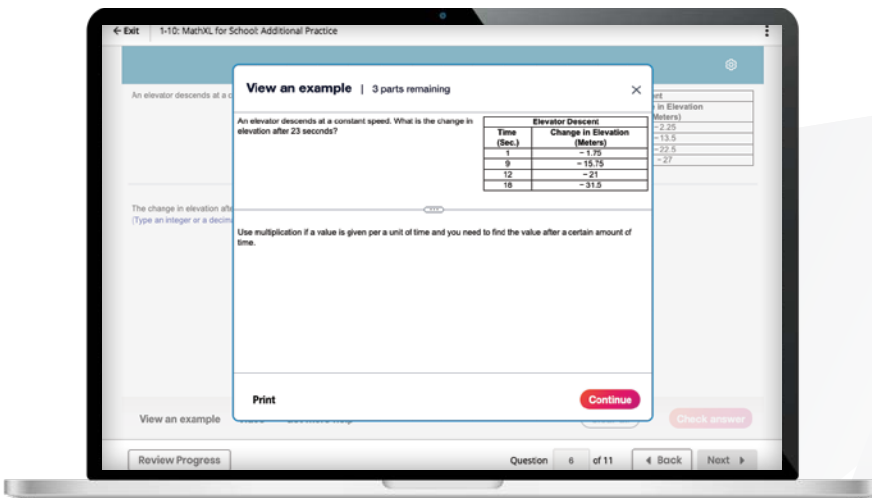 ← Exit 1-10: MathXL for School: Additional Practice
An elevator descends at a c
in Elevation
Meters)
−2.25
−13.5
−22.5
−27
The change in elevation afte
(Type an integer or a decim
View an example | 3 parts remaining ×
An elevator descends at a constant speed. What is the change in
elevation after 23 seconds?
Elevator Descent
Time Change in Elevation
(Sec.) (Meters)
1 −1.75
9 −15.75
12 −21
18 −31.5
Use multiplication if a value is given per a unit of time and you need to find the value after a certain amount of
time.
Print Continue
View an example Check answer
Review Progress Question 6 of 11 Back Next